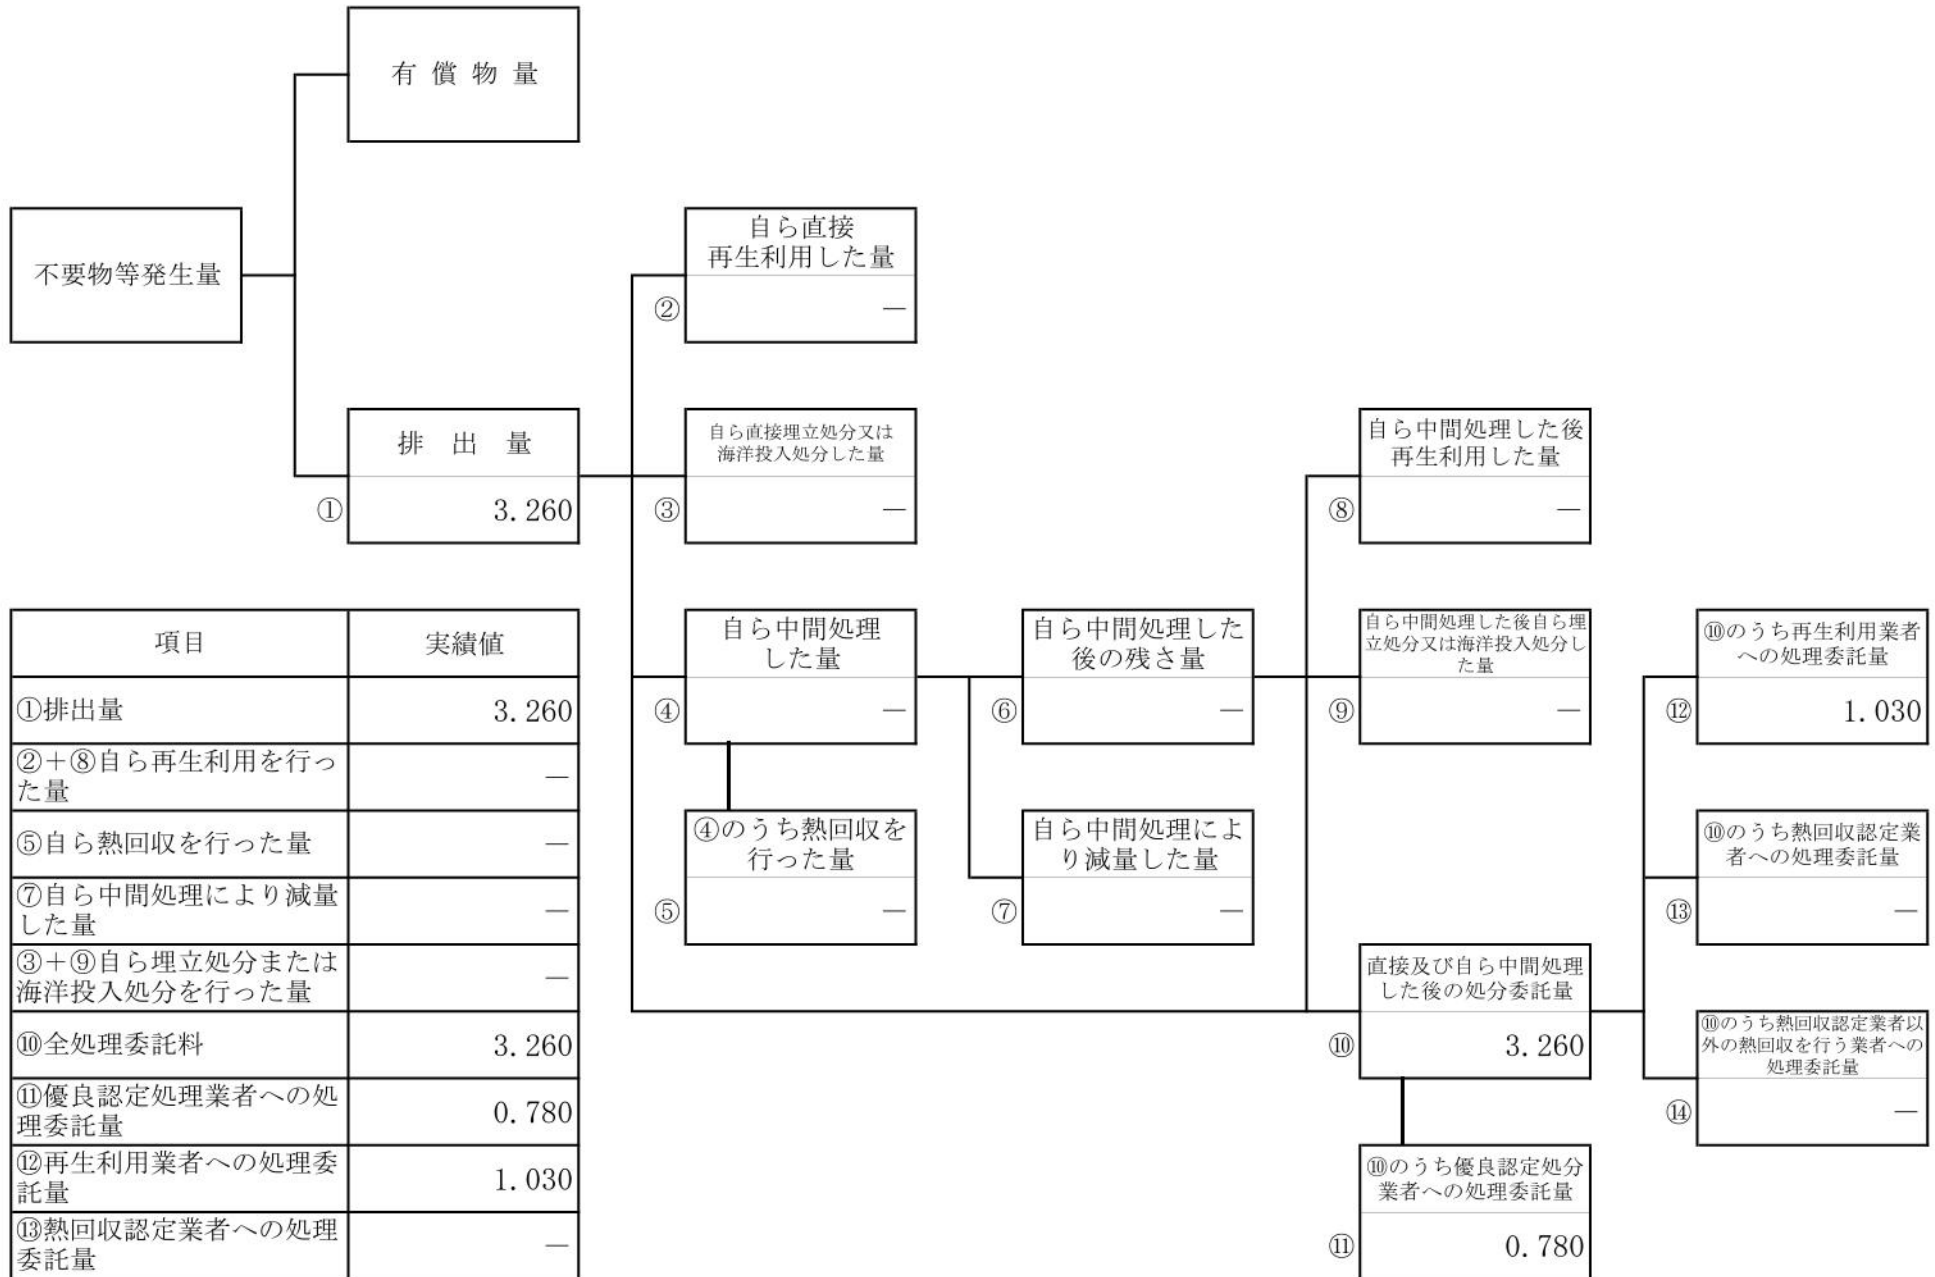 有 償 物 量
不要物等発生量
自ら直接
再生利用した量
②
―
排 出 量
①
3.260
自ら直接埋立処分又は
海洋投入処分した量
③
―
自ら中間処理した後
再生利用した量
⑧
―
自ら中間処理
した量
④
―
自ら中間処理した
後の残さ量
⑥
―
自ら中間処理した後自ら埋
立処分又は海洋投入処分し
た量
⑨
―
⑩のうち再生利用業者
への処理委託量
⑫
1.030
④のうち熱回収を
行った量
⑤
―
自ら中間処理によ
り減量した量
⑦
―
⑩のうち熱回収認定業
者への処理委託量
⑬
―
直接及び自ら中間処理
した後の処分委託量
⑩
3.260
⑩のうち熱回収認定業者以
外の熱回収を行う業者への
処理委託量
⑭
―
⑩のうち優良認定処分
業者への処理委託量
⑪
0.780
項目 実績値
①排出量 3.260
②＋⑧自ら再生利用を行っ
た量 ―
⑤自ら熱回収を行った量 ―
⑦自ら中間処理により減量
した量 ―
③＋⑨自ら埋立処分または
海洋投入処分を行った量 ―
⑩全処理委託料 3.260
⑪優良認定処理業者への処
理委託量 0.780
⑫再生利用業者への処理委
託量 1.030
⑬熱回収認定業者への処理
委託量 ―